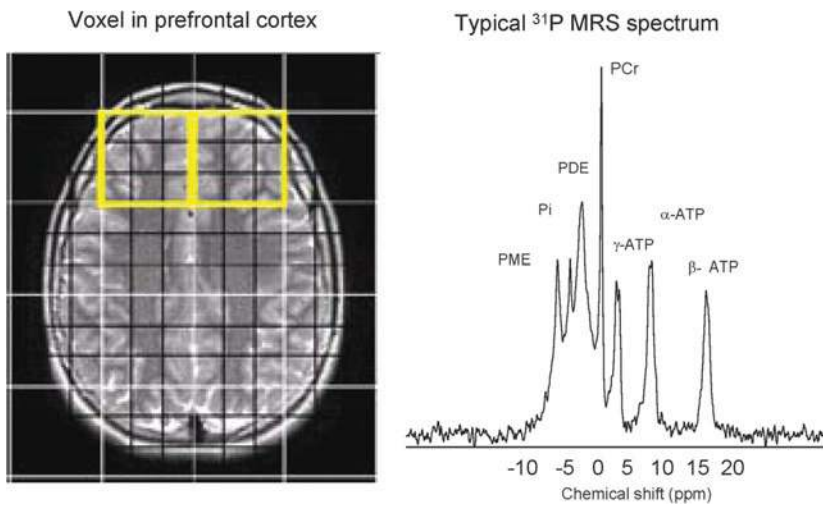 Voxel in prefrontal cortex
Typical ³¹P MRS spectrum
PCr
PDE
Pi
α-ATP
γ-ATP
PME
β- ATP
-10 -5 0 5 10 15 20
Chemical shift (ppm)